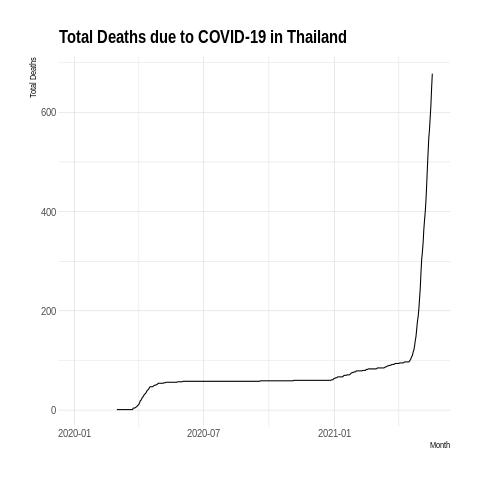 Total Deaths due to COVID-19 in Thailand
Total Deaths
600
400
200
0
2020-01 2020-07 2021-01
Month